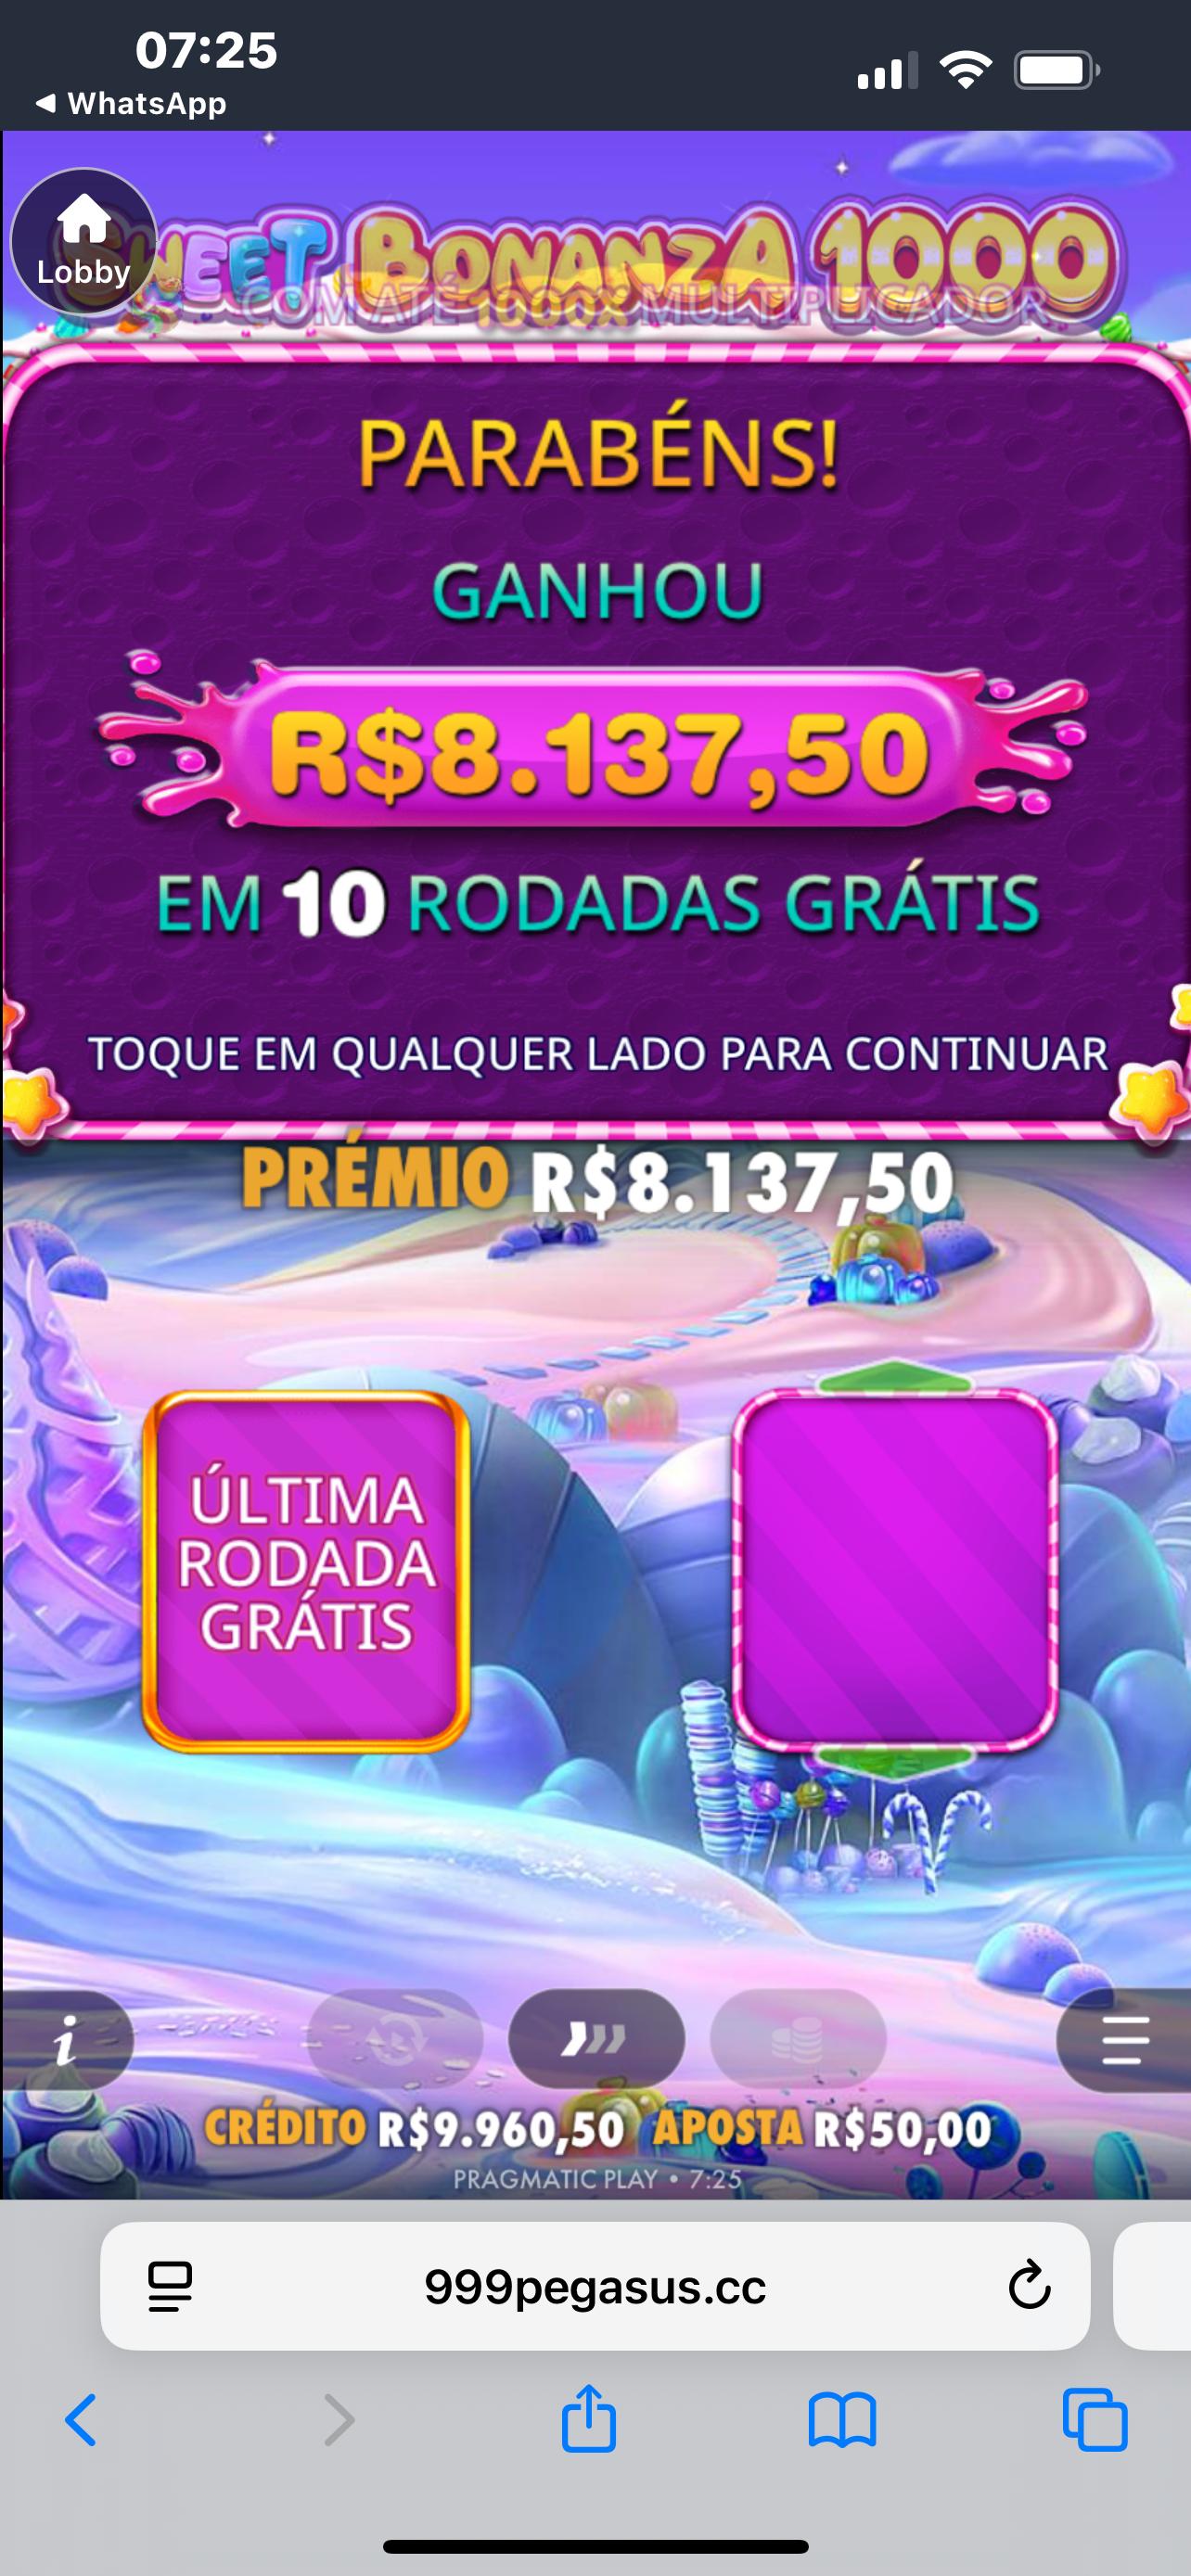 07:25
WhatsApp
SWEET BONANZA 1000
Lobby
COM ATÉ 1000X MULTIPLICADOR
PARABÉNS!
GANHOU
R$8.137,50
EM 10 RODADAS GRÁTIS
TOQUE EM QUALQUER LADO PARA CONTINUAR
PRÉMIO R$8.137,50
ÚLTIMA
RODADA
GRÁTIS
CRÉDITO R$9.960,50 APOSTA R$50,00
PRAGMATIC PLAY • 7:25
999pegasus.cc